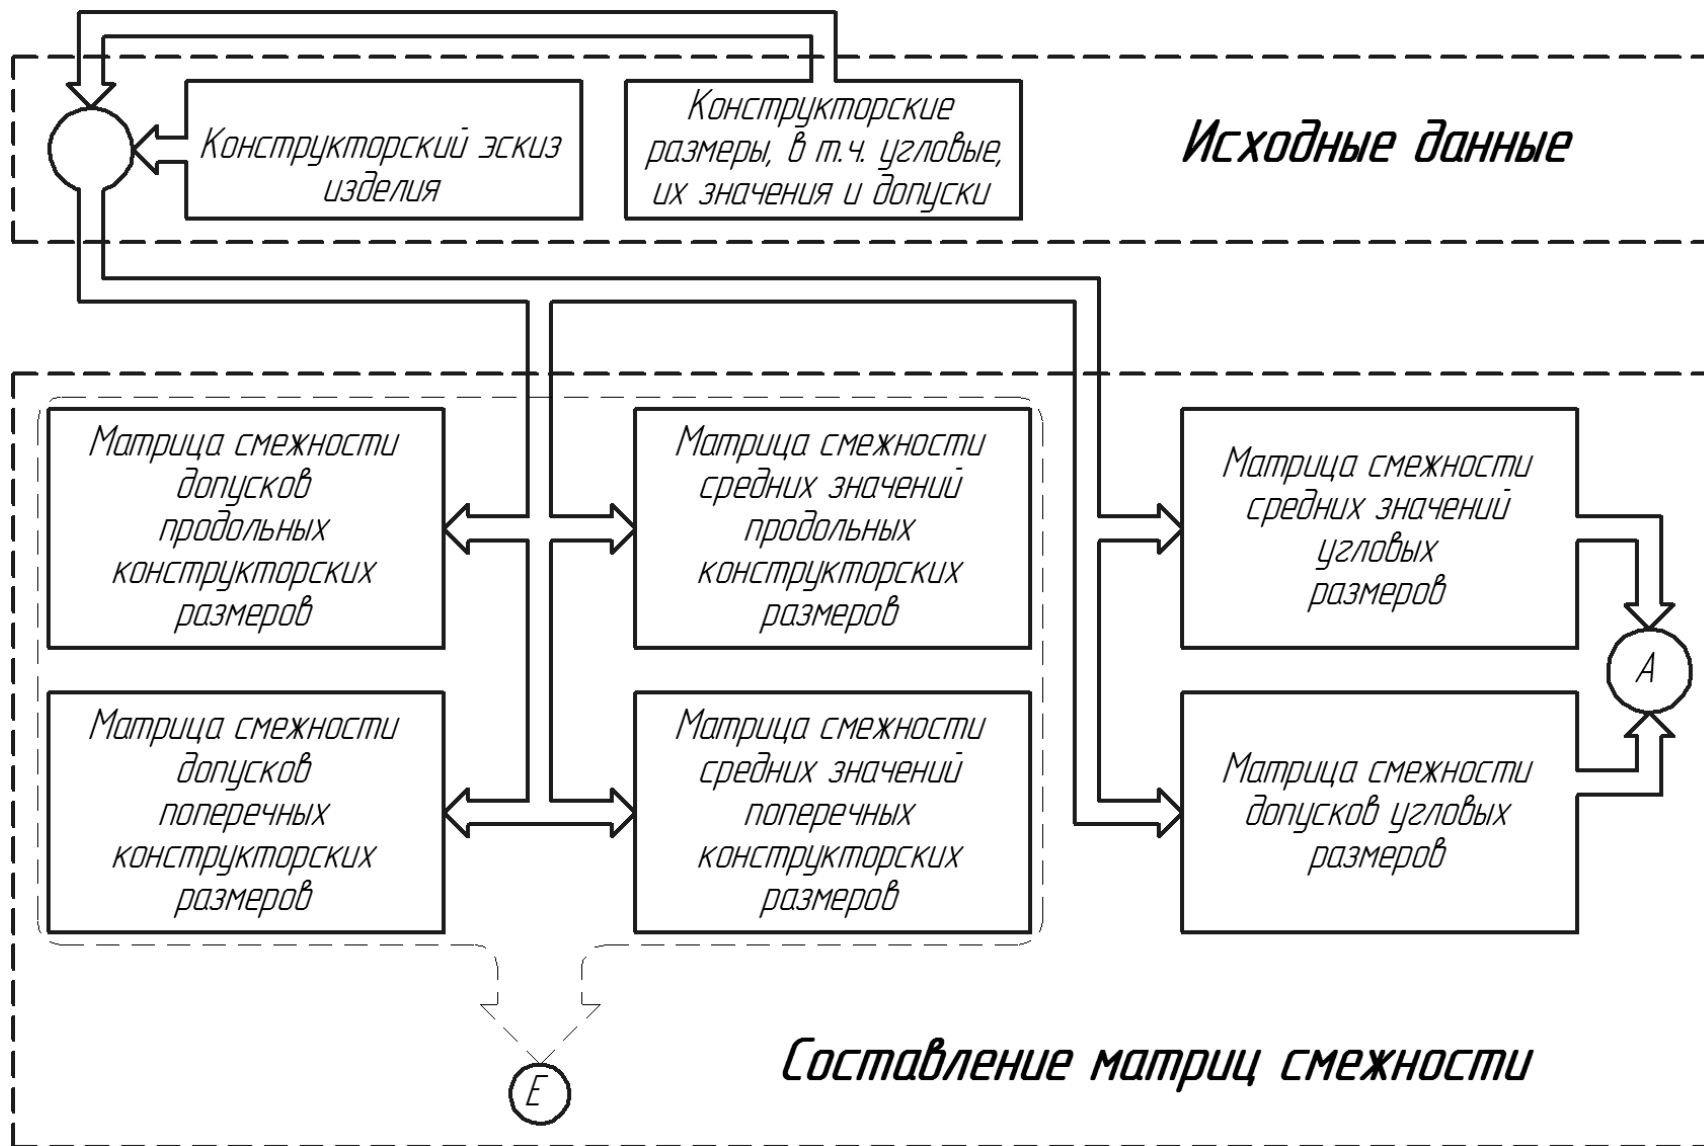 Конструкторский эскиз
изделия
Конструкторские
размеры, в т.ч. угловые,
их значения и допуски
Исходные данные
Матрица смежности
допусков
продольных
конструкторских
размеров
Матрица смежности
средних значений
продольных
конструкторских
размеров
Матрица смежности
средних значений
угловых
размеров
А
Матрица смежности
допусков
поперечных
конструкторских
размеров
Матрица смежности
средних значений
поперечных
конструкторских
размеров
Матрица смежности
допусков угловых
размеров
Составление матриц смежности
Е